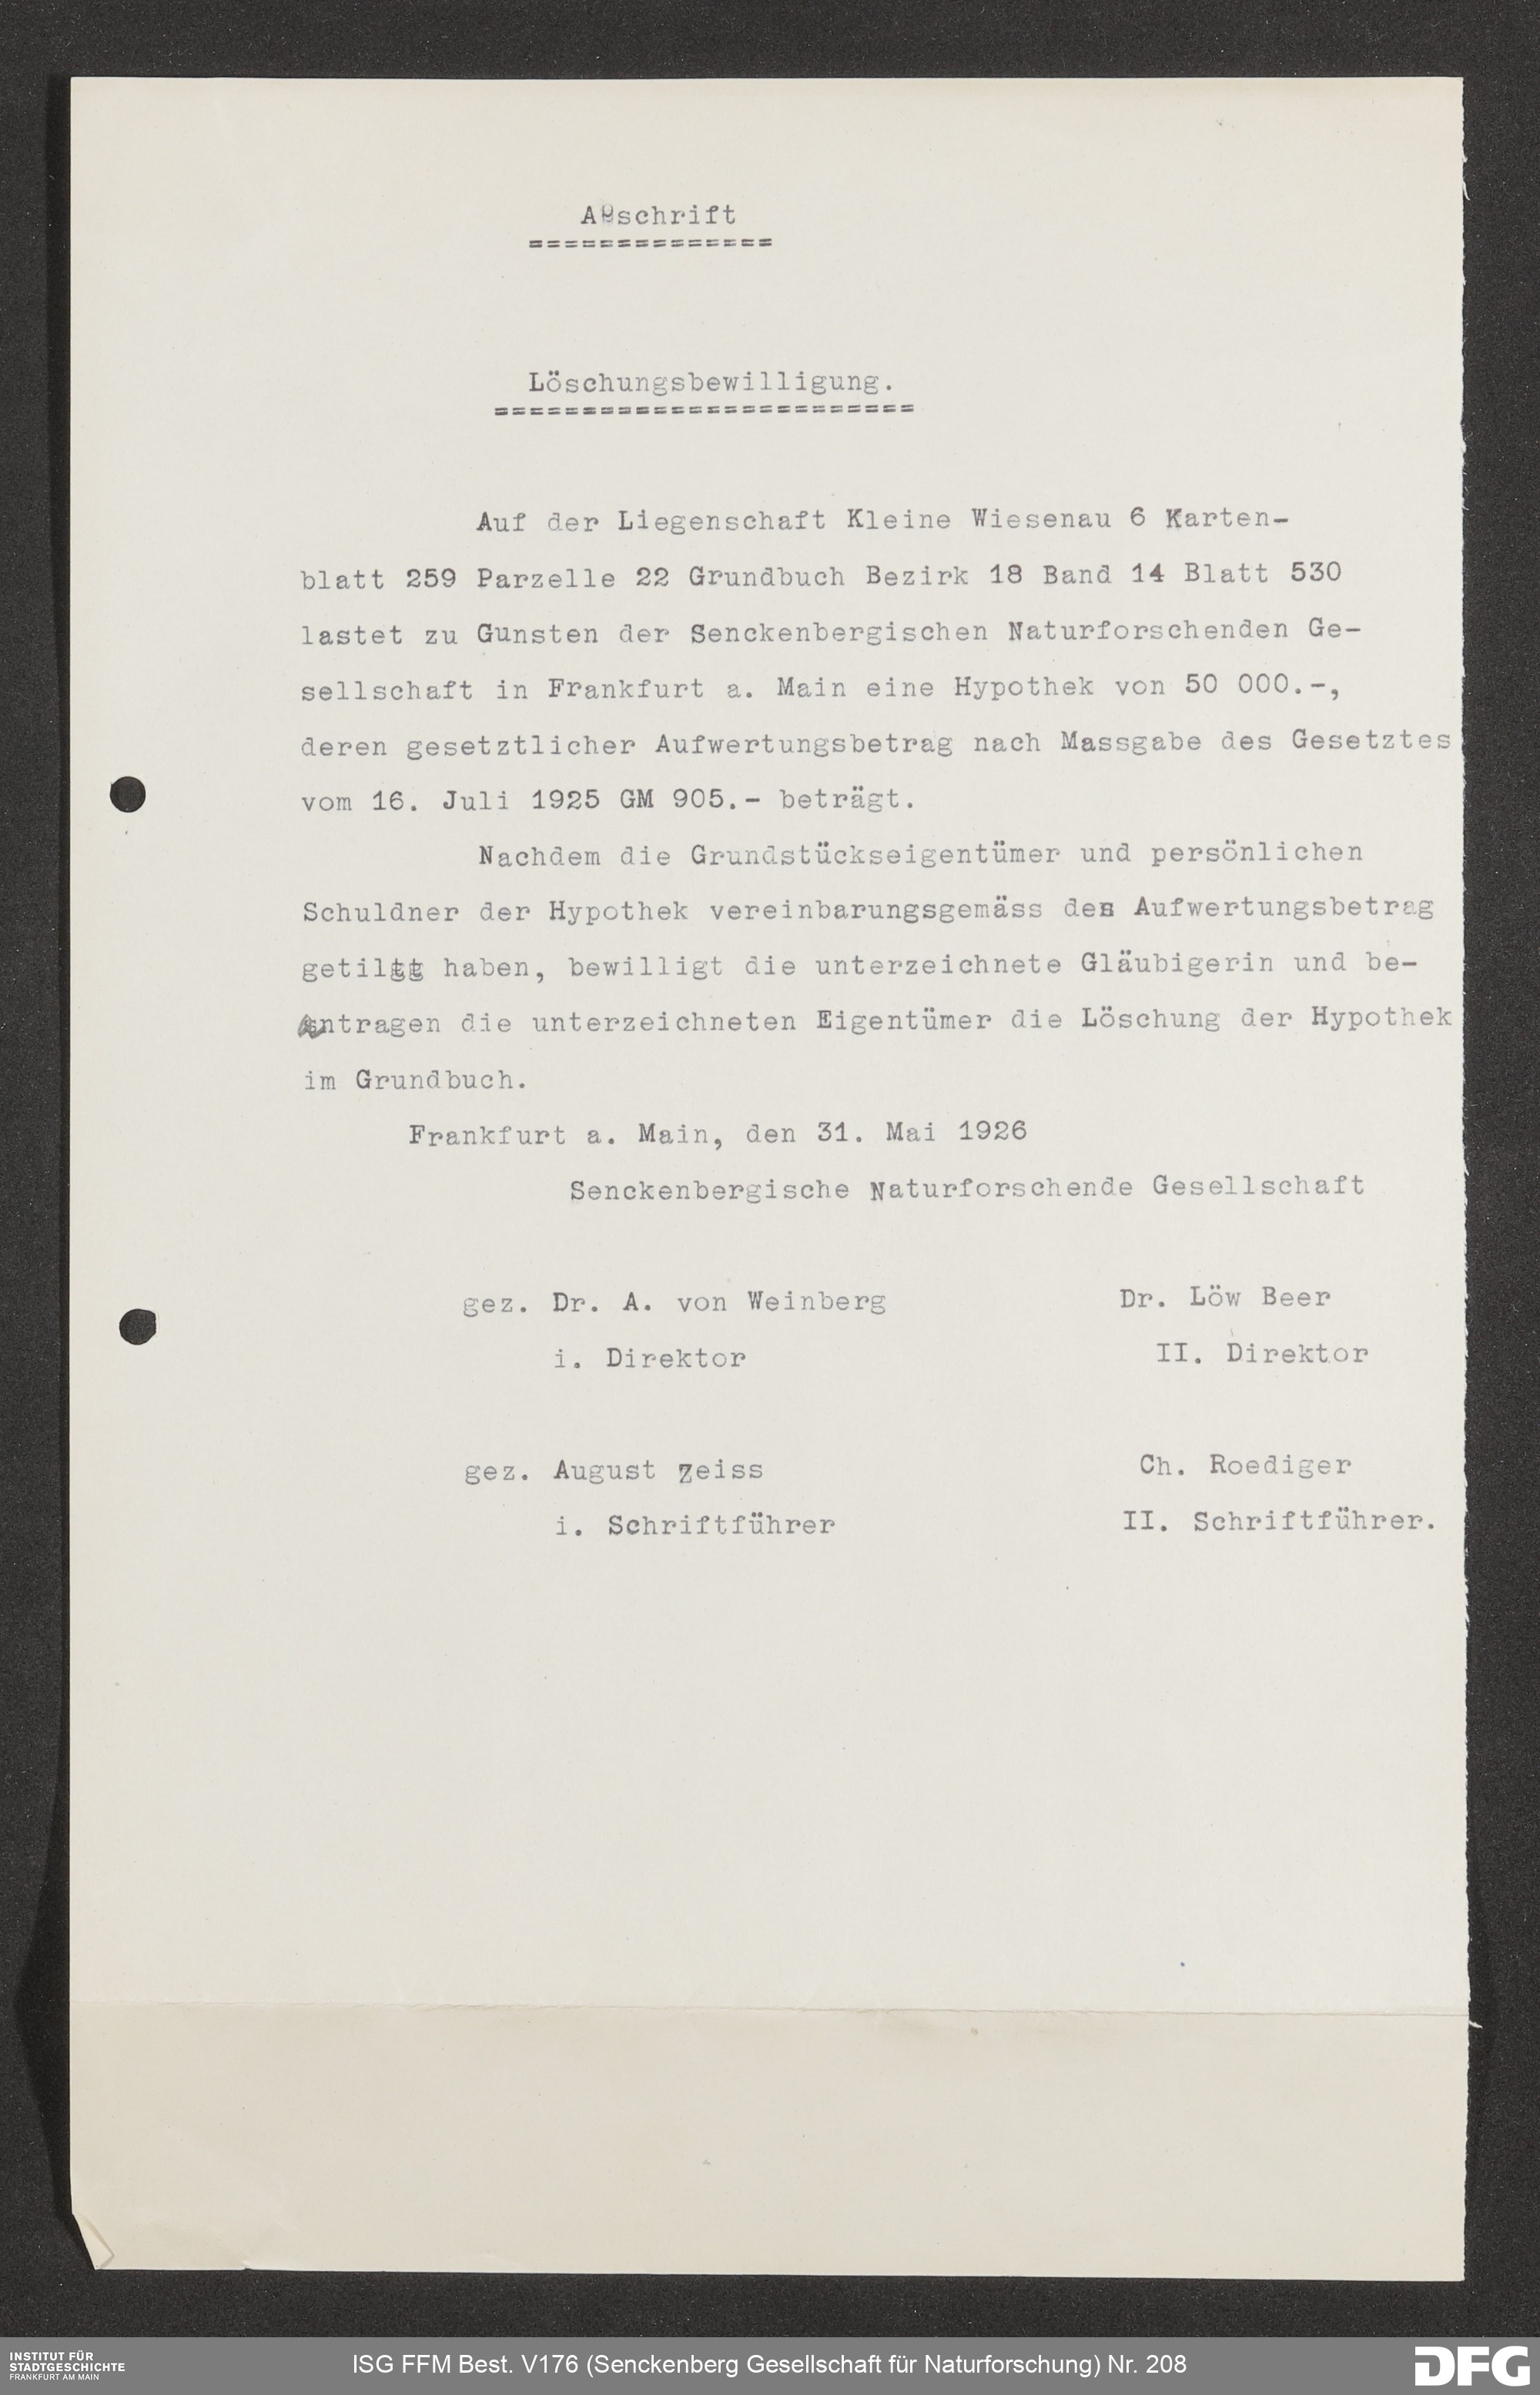 Abschrift
==============
Löschungsbewilligung.
========================
Auf der Liegenschaft Kleine Wiesenau 6 Karten-
blatt 259 Parzelle 22 Grundbuch Bezirk 18 Band 14 Blatt 530
lastet zu Gunsten der Senckenbergischen Naturforschenden Ge-
sellschaft in Frankfurt a. Main eine Hypothek von 50 000.-,
deren gesetztlicher Aufwertungsbetrag nach Massgabe des Gesetztes
vom 16. Juli 1925 GM 905.- beträgt.
Nachdem die Grundstückseigentümer und persönlichen
Schuldner der Hypothek vereinbarungsgemäss den Aufwertungsbetrag
getilgt haben, bewilligt die unterzeichnete Gläubigerin und be-
antragen die unterzeichneten Eigentümer die Löschung der Hypothek
im Grundbuch.
Frankfurt a. Main, den 31. Mai 1926
Senckenbergische Naturforschende Gesellschaft
gez. Dr. A. von Weinberg Dr. Löw Beer
i. Direktor II. Direktor
gez. August Zeiss Ch. Roediger
i. Schriftführer II. Schriftführer.
INSTITUT FÜR
STADTGESCHICHTE
FRANKFURT AM MAIN
ISG FFM Best. V176 (Senckenberg Gesellschaft für Naturforschung) Nr. 208
DFG